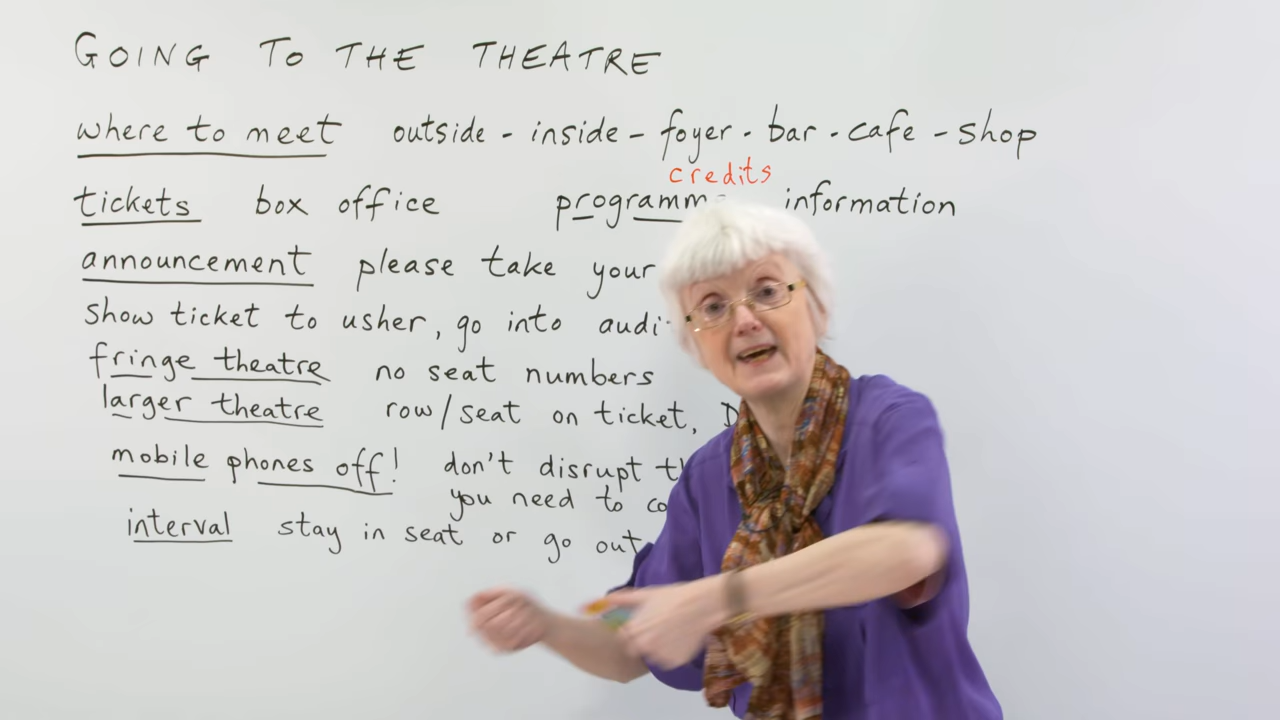 GOING TO THE THEATRE
where to meet outside - inside - foyer - bar - cafe - shop
credits
tickets box office programme information
announcement please take your
show ticket to usher, go into audi
fringe theatre no seat numbers
larger theatre row/seat on ticket, D
mobile phones off! don't disrupt
you need to
interval stay in seat or go out